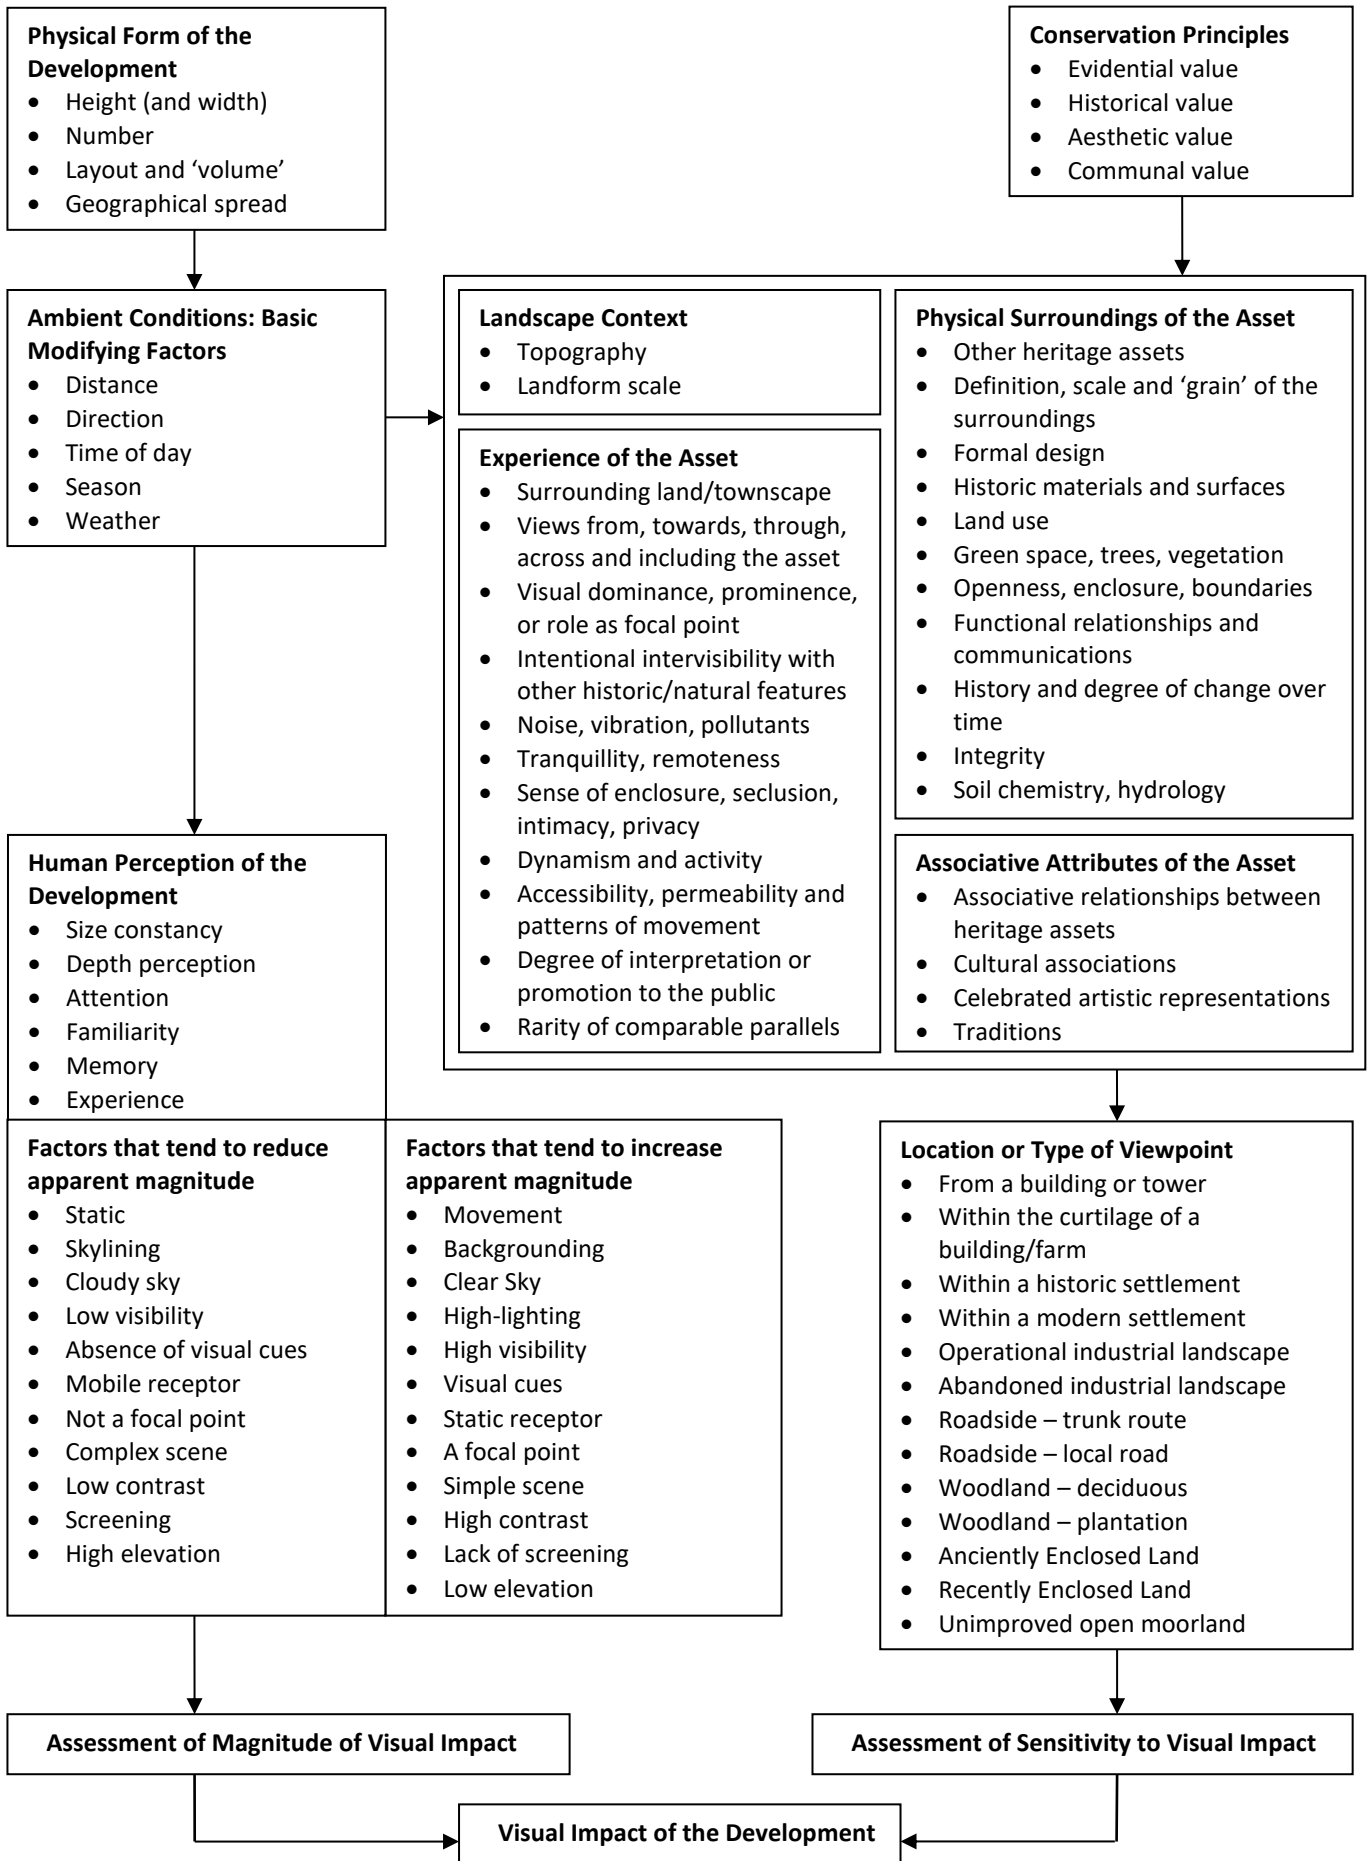 Physical Form of the
Development
• Height (and width)
• Number
• Layout and ‘volume’
• Geographical spread
Conservation Principles
• Evidential value
• Historical value
• Aesthetic value
• Communal value
Ambient Conditions: Basic
Modifying Factors
• Distance
• Direction
• Time of day
• Season
• Weather
Landscape Context
• Topography
• Landform scale
Experience of the Asset
• Surrounding land/townscape
• Views from, towards, through,
across and including the asset
• Visual dominance, prominence,
or role as focal point
• Intentional intervisibility with
other historic/natural features
• Noise, vibration, pollutants
• Tranquillity, remoteness
• Sense of enclosure, seclusion,
intimacy, privacy
• Dynamism and activity
• Accessibility, permeability and
patterns of movement
• Degree of interpretation or
promotion to the public
• Rarity of comparable parallels
Physical Surroundings of the Asset
• Other heritage assets
• Definition, scale and ‘grain’ of the
surroundings
• Formal design
• Historic materials and surfaces
• Land use
• Green space, trees, vegetation
• Openness, enclosure, boundaries
• Functional relationships and
communications
• History and degree of change over
time
• Integrity
• Soil chemistry, hydrology
Associative Attributes of the Asset
• Associative relationships between
heritage assets
• Cultural associations
• Celebrated artistic representations
• Traditions
Human Perception of the
Development
• Size constancy
• Depth perception
• Attention
• Familiarity
• Memory
• Experience
Factors that tend to reduce
apparent magnitude
• Static
• Skylining
• Cloudy sky
• Low visibility
• Absence of visual cues
• Mobile receptor
• Not a focal point
• Complex scene
• Low contrast
• Screening
• High elevation
Factors that tend to increase
apparent magnitude
• Movement
• Backgrounding
• Clear Sky
• High-lighting
• High visibility
• Visual cues
• Static receptor
• A focal point
• Simple scene
• High contrast
• Lack of screening
• Low elevation
Location or Type of Viewpoint
• From a building or tower
• Within the curtilage of a
building/farm
• Within a historic settlement
• Within a modern settlement
• Operational industrial landscape
• Abandoned industrial landscape
• Roadside – trunk route
• Roadside – local road
• Woodland – deciduous
• Woodland – plantation
• Anciently Enclosed Land
• Recently Enclosed Land
• Unimproved open moorland
Assessment of Magnitude of Visual Impact
Assessment of Sensitivity to Visual Impact
Visual Impact of the Development